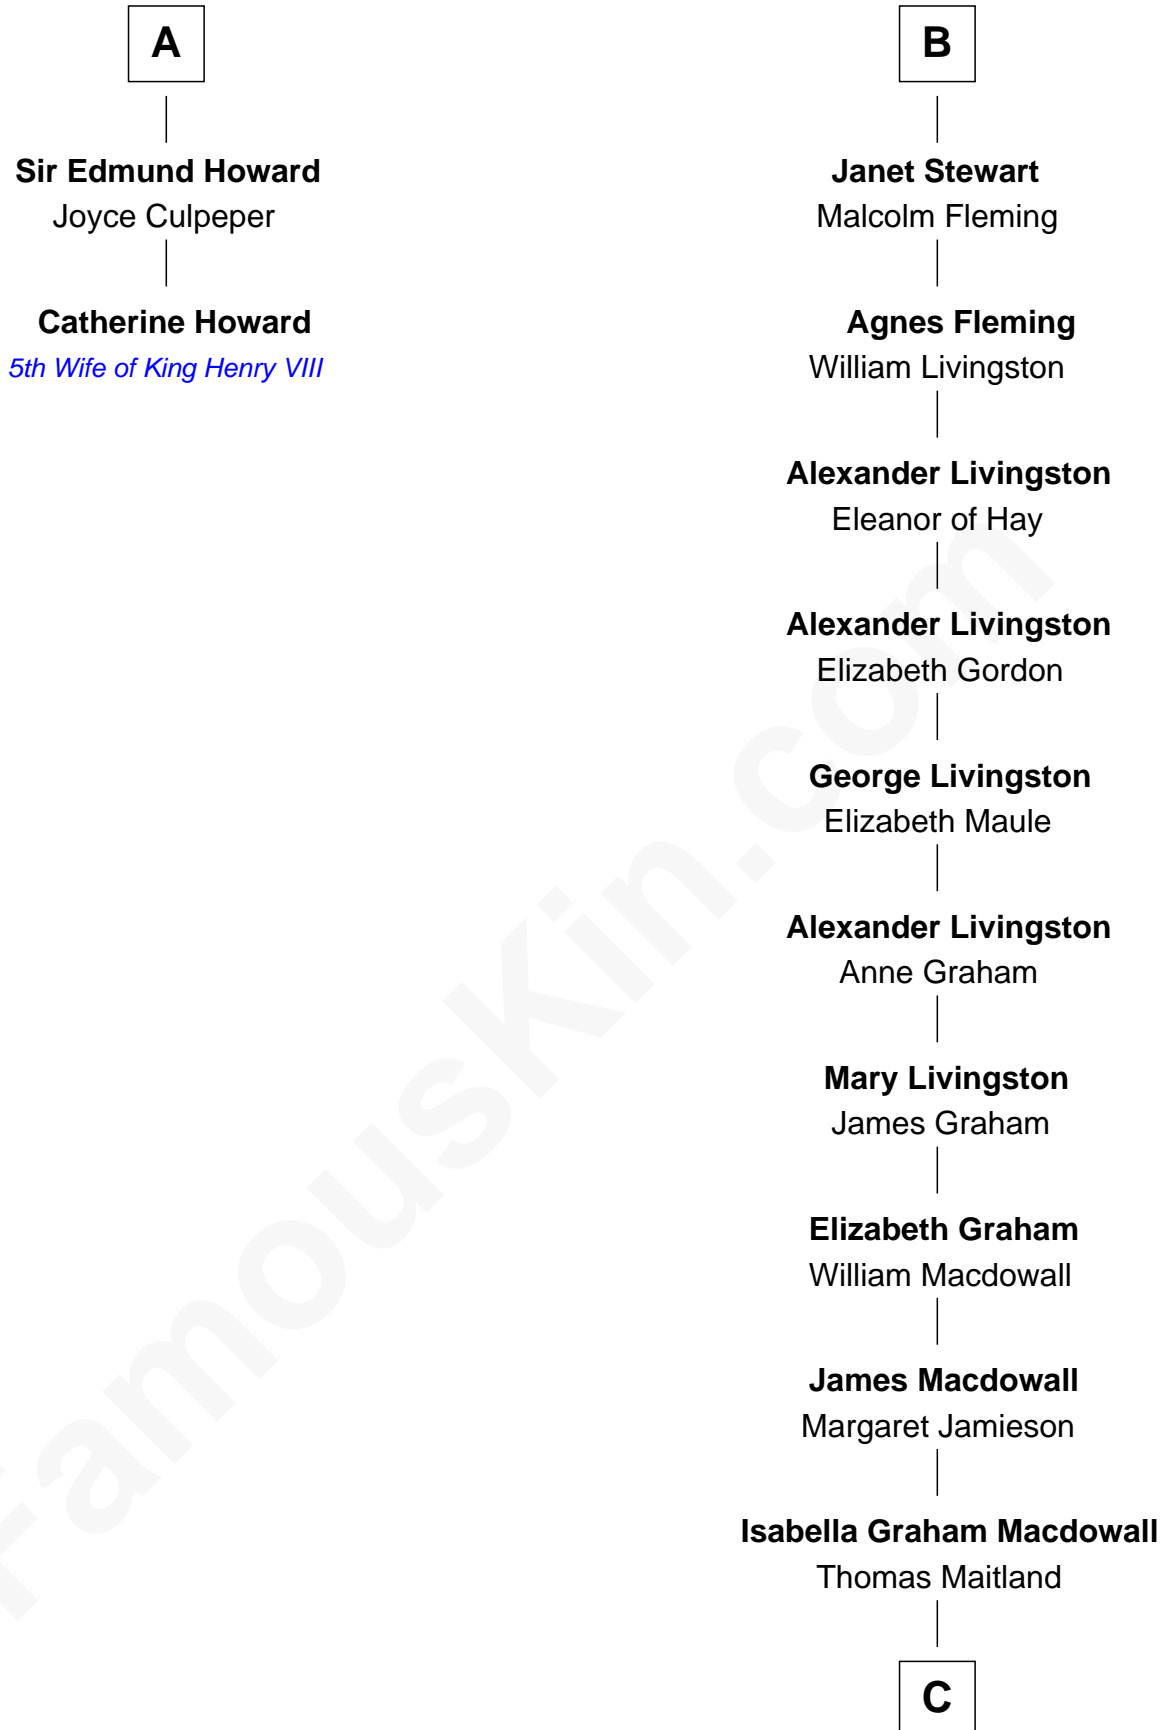 A
Sir Edmund Howard
Joyce Culpeper
Catherine Howard
5th Wife of King Henry VIII
B
Janet Stewart
Malcolm Fleming
Agnes Fleming
William Livingston
Alexander Livingston
Eleanor of Hay
Alexander Livingston
Elizabeth Gordon
George Livingston
Elizabeth Maule
Alexander Livingston
Anne Graham
Mary Livingston
James Graham
Elizabeth Graham
William Macdowall
James Macdowall
Margaret Jamieson
Isabella Graham Macdowall
Thomas Maitland
C
FamousKin.com